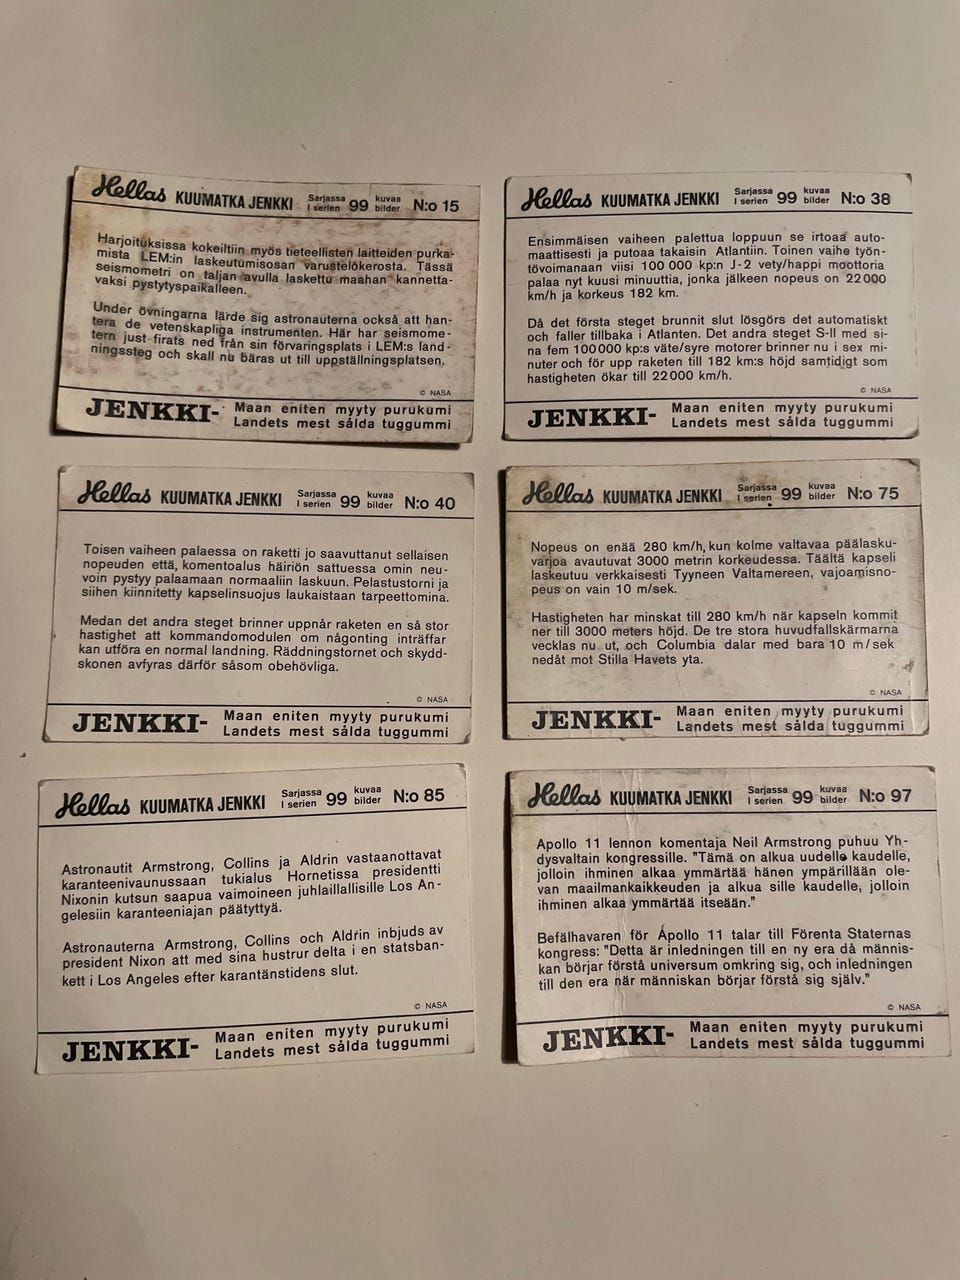 Hellas KUUMATKA JENKKI Sarjassa 99 kuvaa N:o 15
I serien bilder
Harjoituksissa kokeiltiin myös tieteellisten laitteiden purka-
mista LEM:in laskeutumisosan varustelökerosta. Tässä
seismometri on taljan avulla laskettu maahan kannetta-
vaksi pystytyspaikalleen.
Under övningarna lärde sig astronauterna också att han-
tera de vetenskapliga instrumenten. Här har seismome-
tern just firats ned från sin förvaringsplats i LEM:s land-
ningssteg och skall nu bäras ut till uppställningsplatsen.
© NASA
JENKKI- Maan eniten myyty purukumi
Landets mest sålda tuggummi
Hellas KUUMATKA JENKKI Sarjassa 99 kuvaa N:o 38
I serien bilder
Ensimmäisen vaiheen palettua loppuun se irtoaa auto-
maattisesti ja putoaa takaisin Atlantiin. Toinen vaihe työn-
tövoimanaan viisi 100 000 kp:n J-2 vety/happi moottoria
palaa nyt kuusi minuuttia, jonka jälkeen nopeus on 22 000
km/h ja korkeus 182 km.
Då det första steget brunnit slut lösgörs det automatiskt
och faller tillbaka i Atlanten. Det andra steget S-II med si-
na fem 100 000 kp:s väte/syre motorer brinner nu i sex mi-
nuter och för upp raketen till 182 km:s höjd samtidigt som
hastigheten ökar till 22 000 km/h.
© NASA
JENKKI- Maan eniten myyty purukumi
Landets mest sålda tuggummi
Hellas KUUMATKA JENKKI Sarjassa 99 kuvaa N:o 40
I serien bilder
Toisen vaiheen palaessa on raketti jo saavuttanut sellaisen
nopeuden että, komentoalus häiriön sattuessa omin neu-
voin pystyy palaamaan normaaliin laskuun. Pelastustorni ja
siihen kiinnitetty kapselinsuojus laukaistaan tarpeettomina.
Medan det andra steget brinner uppnår raketen en så stor
hastighet att kommandomodulen om någonting inträffar
kan utföra en normal landning. Räddningstornet och skydd-
skonen avfyras därför såsom obehövliga.
© NASA
JENKKI- Maan eniten myyty purukumi
Landets mest sålda tuggummi
Hellas KUUMATKA JENKKI Sarjassa 99 kuvaa N:o 75
I serien bilder
Nopeus on enää 280 km/h, kun kolme valtavaa päälasku-
varjoa avautuvat 3000 metrin korkeudessa. Täältä kapseli
laskeutuu verkkaisesti Tyyneen Valtamereen, vajoamisno-
peus on vain 10 m/sek.
Hastigheten har minskat till 280 km/h när kapseln kommit
ner till 3000 meters höjd. De tre stora huvudfallskärmarna
vecklas nu ut, och Columbia dalar med bara 10 m/sek
nedåt mot Stilla Havets yta.
© NASA
JENKKI- Maan eniten myyty purukumi
Landets mest sålda tuggummi
Hellas KUUMATKA JENKKI Sarjassa 99 kuvaa N:o 85
I serien bilder
Astronautit Armstrong, Collins ja Aldrin vastaanottavat
karanteenivaunussaan tukialus Hornetissa presidentti
Nixonin kutsun saapua vaimoineen juhlaillallisille Los An-
gelesiin karanteeniajan päätyttyä.
Astronauterna Armstrong, Collins och Aldrin inbjuds av
president Nixon att med sina hustrur delta i en statsban-
kett i Los Angeles efter karantänstidens slut.
© NASA
JENKKI- Maan eniten myyty purukumi
Landets mest sålda tuggummi
Hellas KUUMATKA JENKKI Sarjassa 99 kuvaa N:o 97
I serien bilder
Apollo 11 lennon komentaja Neil Armstrong puhuu Yh-
dysvaltain kongressille. "Tämä on alkua uudelle kaudelle,
jolloin ihminen alkaa ymmärtää hänen ympärillään ole-
van maailmankaikkeuden ja alkua sille kaudelle, jolloin
ihminen alkaa ymmärtää itseään."
Befälhavaren för Apollo 11 talar till Förenta Staternas
kongress: "Detta är inledningen till en ny era då männis-
kan börjar förstå universum omkring sig, och inledningen
till den era när människan börjar förstå sig själv."
© NASA
JENKKI- Maan eniten myyty purukumi
Landets mest sålda tuggummi